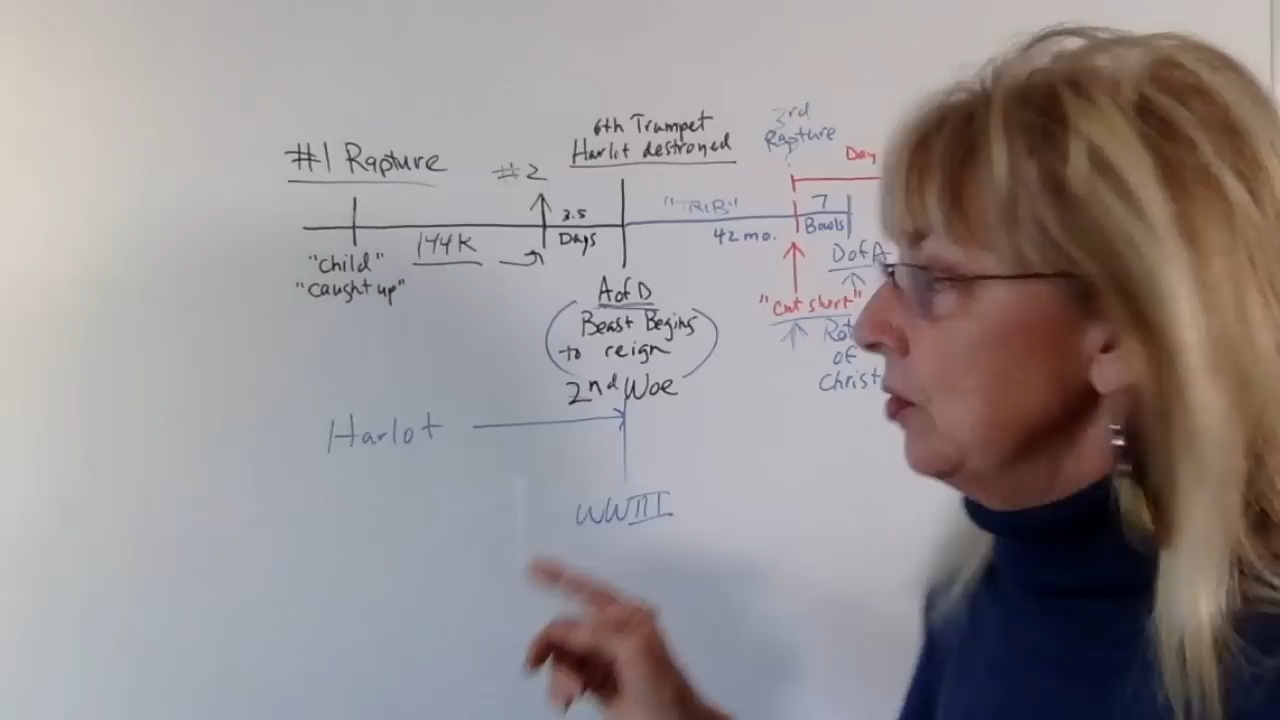 #1 Rapture
"child"
"caught up"
144K
#2
3.5
Days
6th Trumpet
Harlot destroyed
AofD
Beast Begins
to reign
2nd Woe
Harlot
WWIII
"TRIB"
42 mo.
3rd
Rapture
Day
7
Bowls
DofA
"cut short"
of
Christ